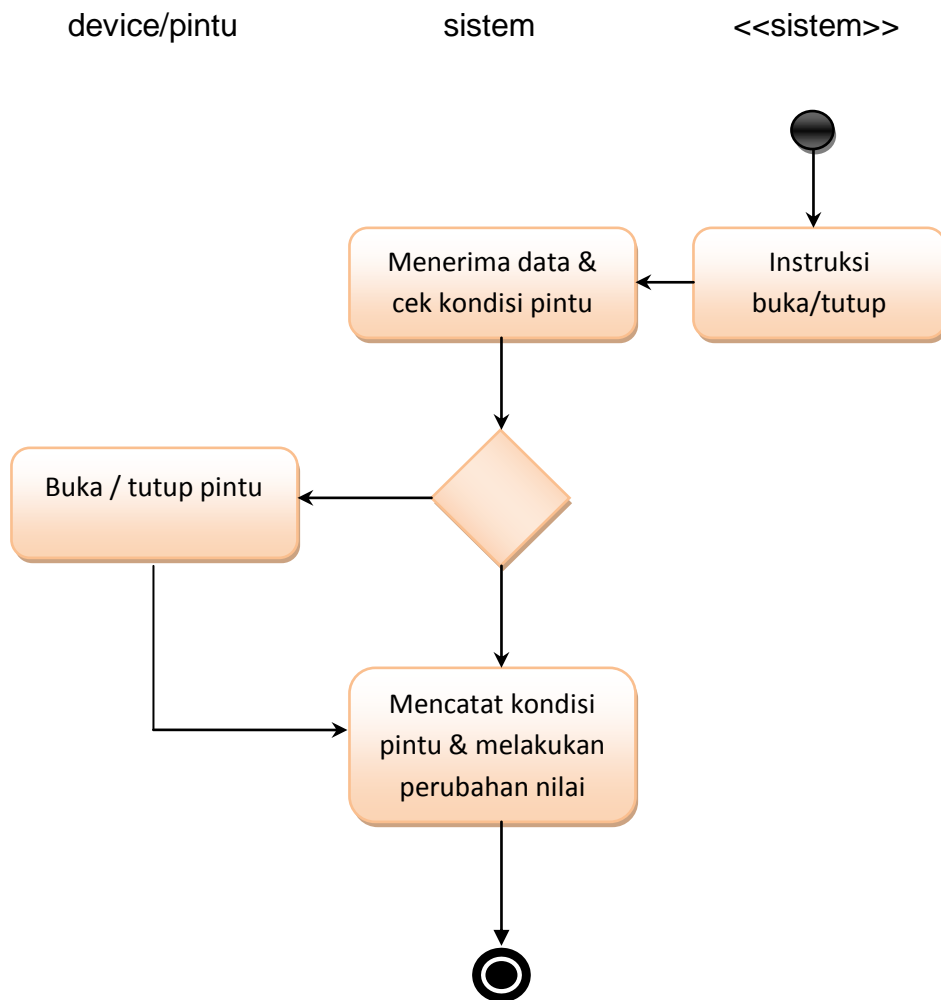 device/pintu
sistem
<<sistem>>
Menerima data &
cek kondisi pintu
Instruksi
buka/tutup
Buka / tutup pintu
Mencatat kondisi
pintu & melakukan
perubahan nilai